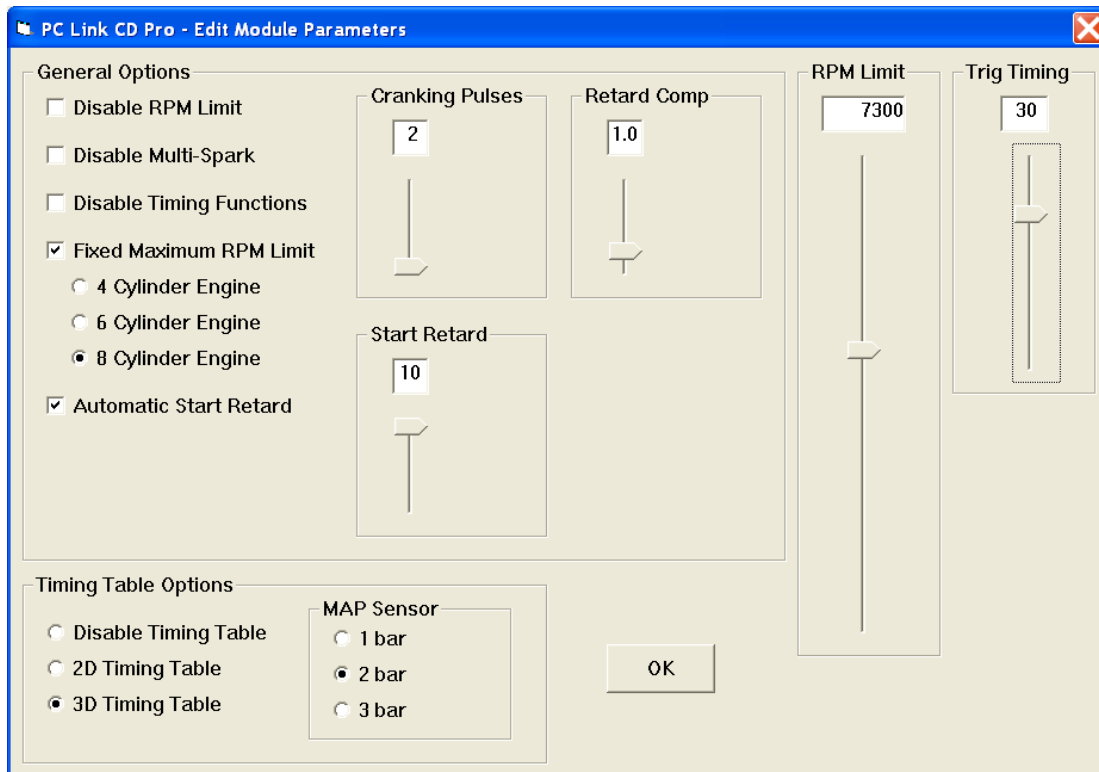 PC Link CD Pro - Edit Module Parameters
General Options
Disable RPM Limit
Disable Multi-Spark
Disable Timing Functions
Fixed Maximum RPM Limit
4 Cylinder Engine
6 Cylinder Engine
8 Cylinder Engine
Automatic Start Retard
Cranking Pulses
2
Retard Comp
1.0
Start Retard
10
RPM Limit
7300
Trig Timing
30
Timing Table Options
Disable Timing Table
2D Timing Table
3D Timing Table
MAP Sensor
1 bar
2 bar
3 bar
OK